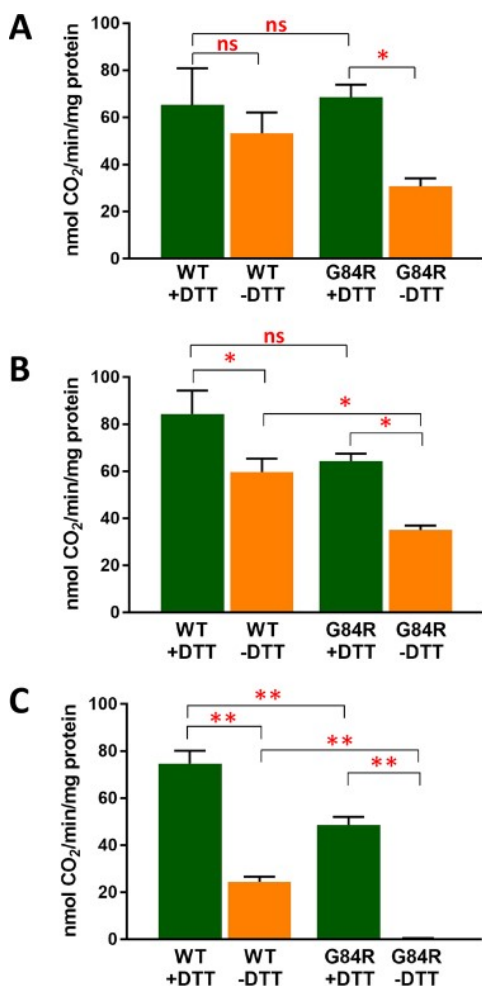 A
nmol CO₂/min/mg protein
100
80
60
40
20
0
ns
ns
*
WT +DTT
WT -DTT
G84R +DTT
G84R -DTT
B
nmol CO₂/min/mg protein
100
80
60
40
20
0
ns
*
*
*
WT +DTT
WT -DTT
G84R +DTT
G84R -DTT
C
nmol CO₂/min/mg protein
100
80
60
40
20
0
**
**
**
**
WT +DTT
WT -DTT
G84R +DTT
G84R -DTT